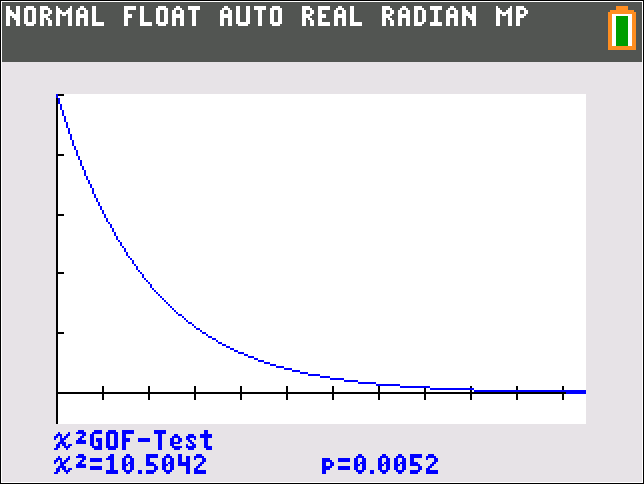 NORMAL FLOAT AUTO REAL RADIAN MP
χ²GOF-Test
χ²=10.5042 p=0.0052